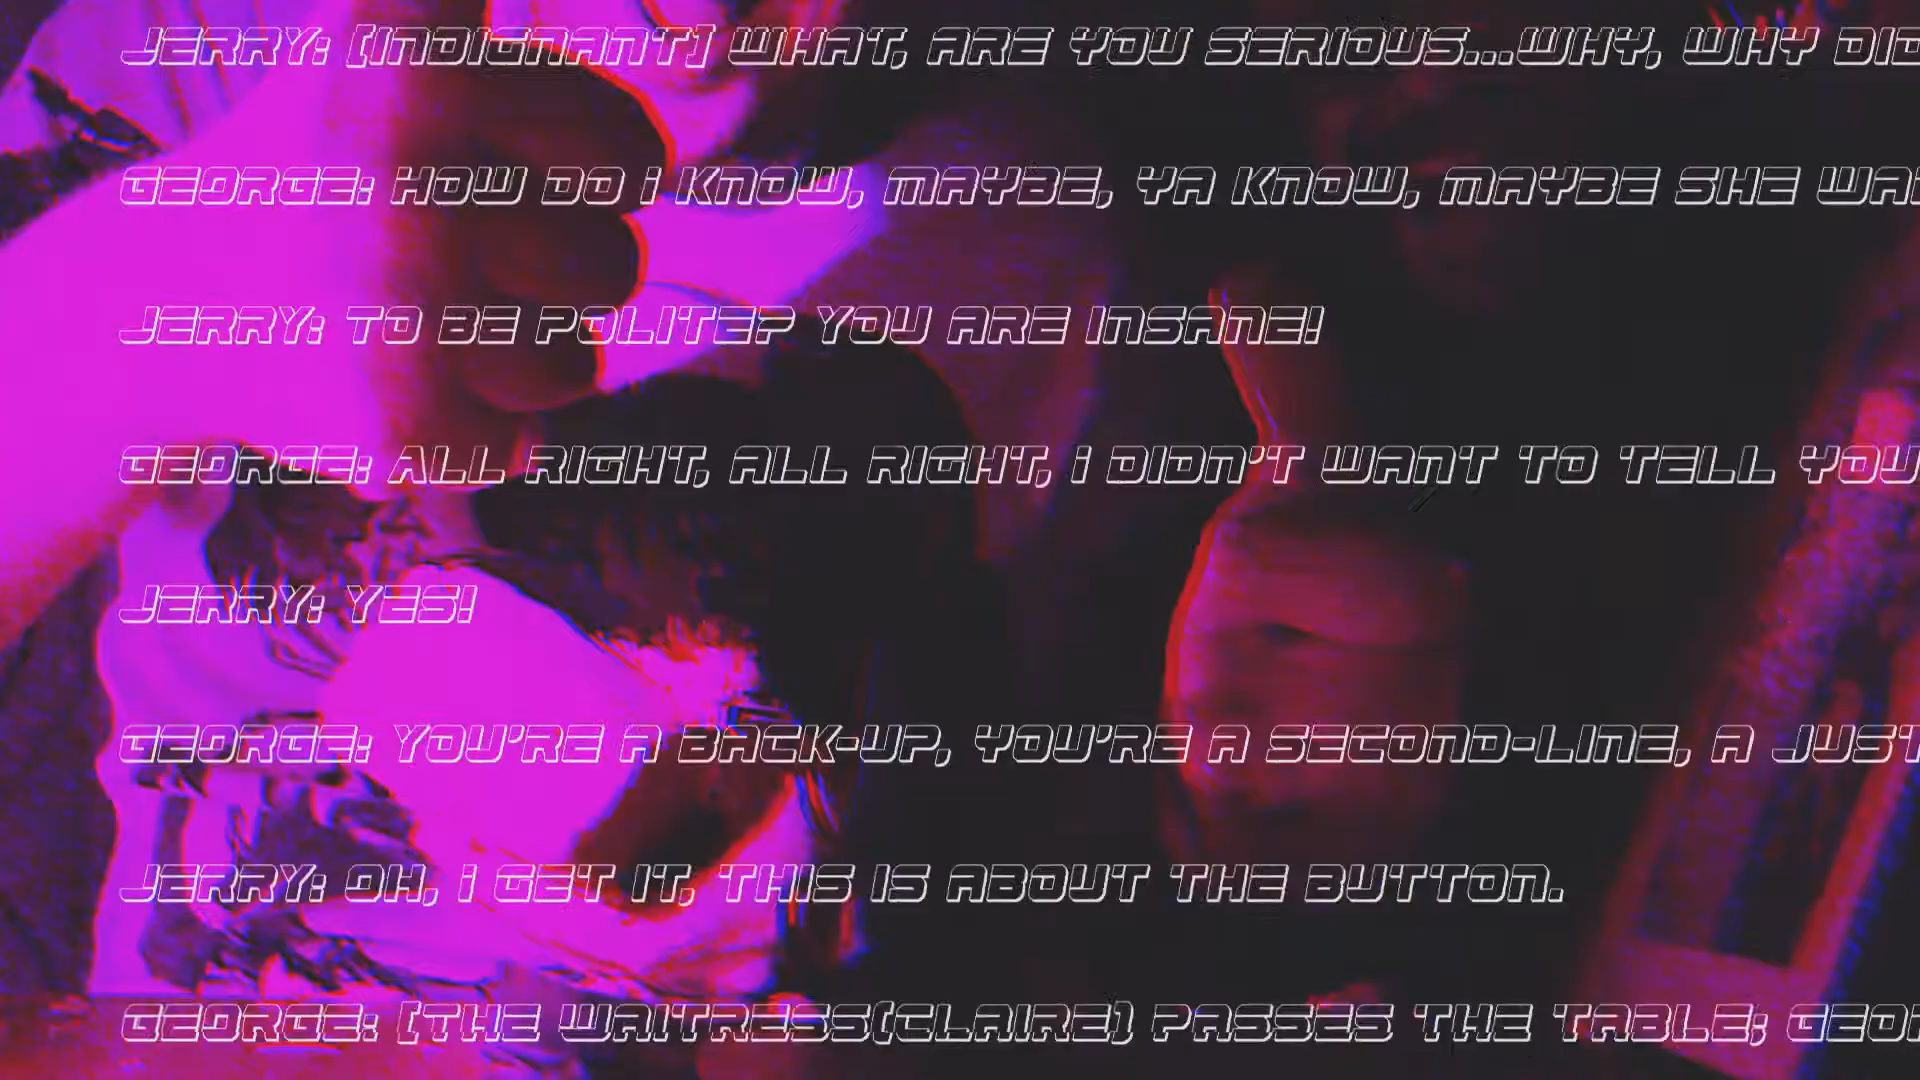 JERRY: [INDIGNANT] WHAT, ARE YOU SERIOUS...WHY, WHY DID
GEORGE: HOW DO I KNOW, MAYBE, YA KNOW, MAYBE SHE
JERRY: TO BE POLITE? YOU ARE INSANE!
GEORGE: ALL RIGHT, ALL RIGHT, I DIDN'T WANT TO TELL YOU
JERRY: YES!
GEORGE: YOU'RE A BACK-UP, YOU'RE A SECOND-LINE, A JUST
JERRY: OH, I GET IT, THIS IS ABOUT THE BUTTON.
GEORGE: (THE WAITRESS(CLAIRE) PASSES THE TABLE;